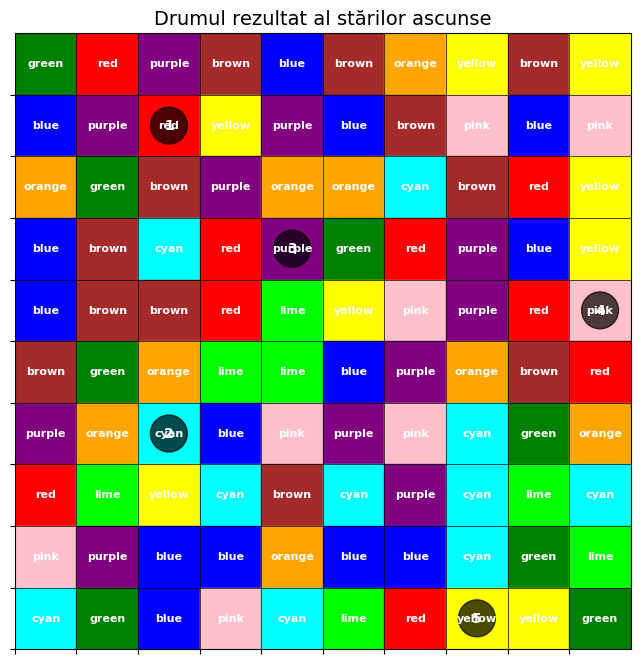 Drumul rezultat al stărilor ascunse
green red purple brown blue brown orange yellow brown yellow
blue purple red 1 yellow purple blue brown pink blue pink
orange green brown purple orange orange cyan brown red yellow
blue brown cyan red purple 3 green red purple blue yellow
blue brown brown red lime yellow pink purple red pink 4
brown green orange lime lime blue purple orange brown red
purple orange cyan 2 blue pink purple pink cyan green orange
red lime yellow cyan brown cyan purple cyan lime cyan
pink purple blue blue orange blue blue cyan green lime
cyan green blue pink cyan lime red yellow 5 yellow green